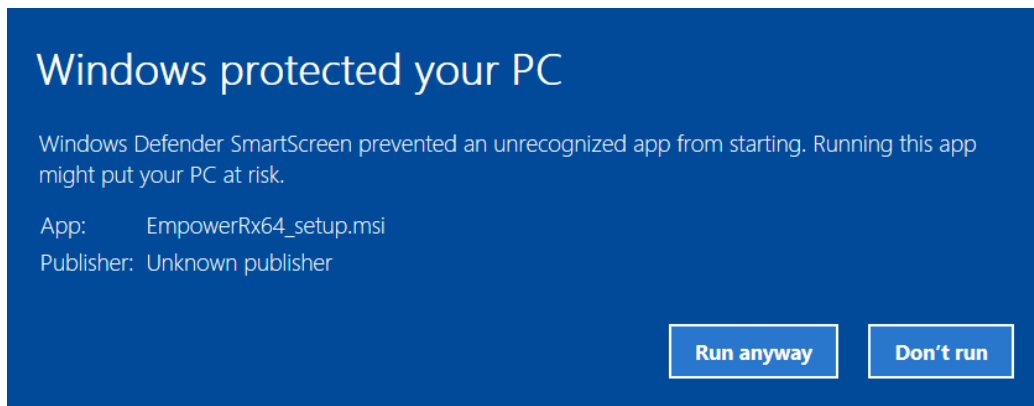 Windows protected your PC
Windows Defender SmartScreen prevented an unrecognized app from starting. Running this app
might put your PC at risk.
App: EmpowerRx64_setup.msi
Publisher: Unknown publisher
Run anyway Don’t run